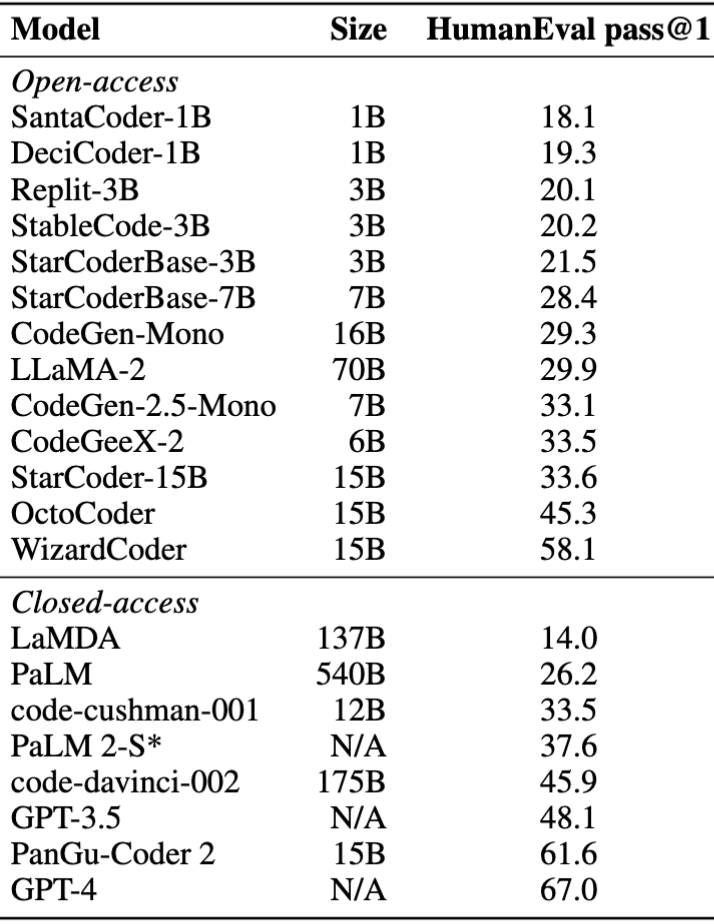 Model Size HumanEval pass@1
Open-access
SantaCoder-1B 1B 18.1
DeciCoder-1B 1B 19.3
Replit-3B 3B 20.1
StableCode-3B 3B 20.2
StarCoderBase-3B 3B 21.5
StarCoderBase-7B 7B 28.4
CodeGen-Mono 16B 29.3
LLaMA-2 70B 29.9
CodeGen-2.5-Mono 7B 33.1
CodeGeeX-2 6B 33.5
StarCoder-15B 15B 33.6
OctoCoder 15B 45.3
WizardCoder 15B 58.1
Closed-access
LaMDA 137B 14.0
PaLM 540B 26.2
code-cushman-001 12B 33.5
PaLM 2-S* N/A 37.6
code-davinci-002 175B 45.9
GPT-3.5 N/A 48.1
PanGu-Coder 2 15B 61.6
GPT-4 N/A 67.0